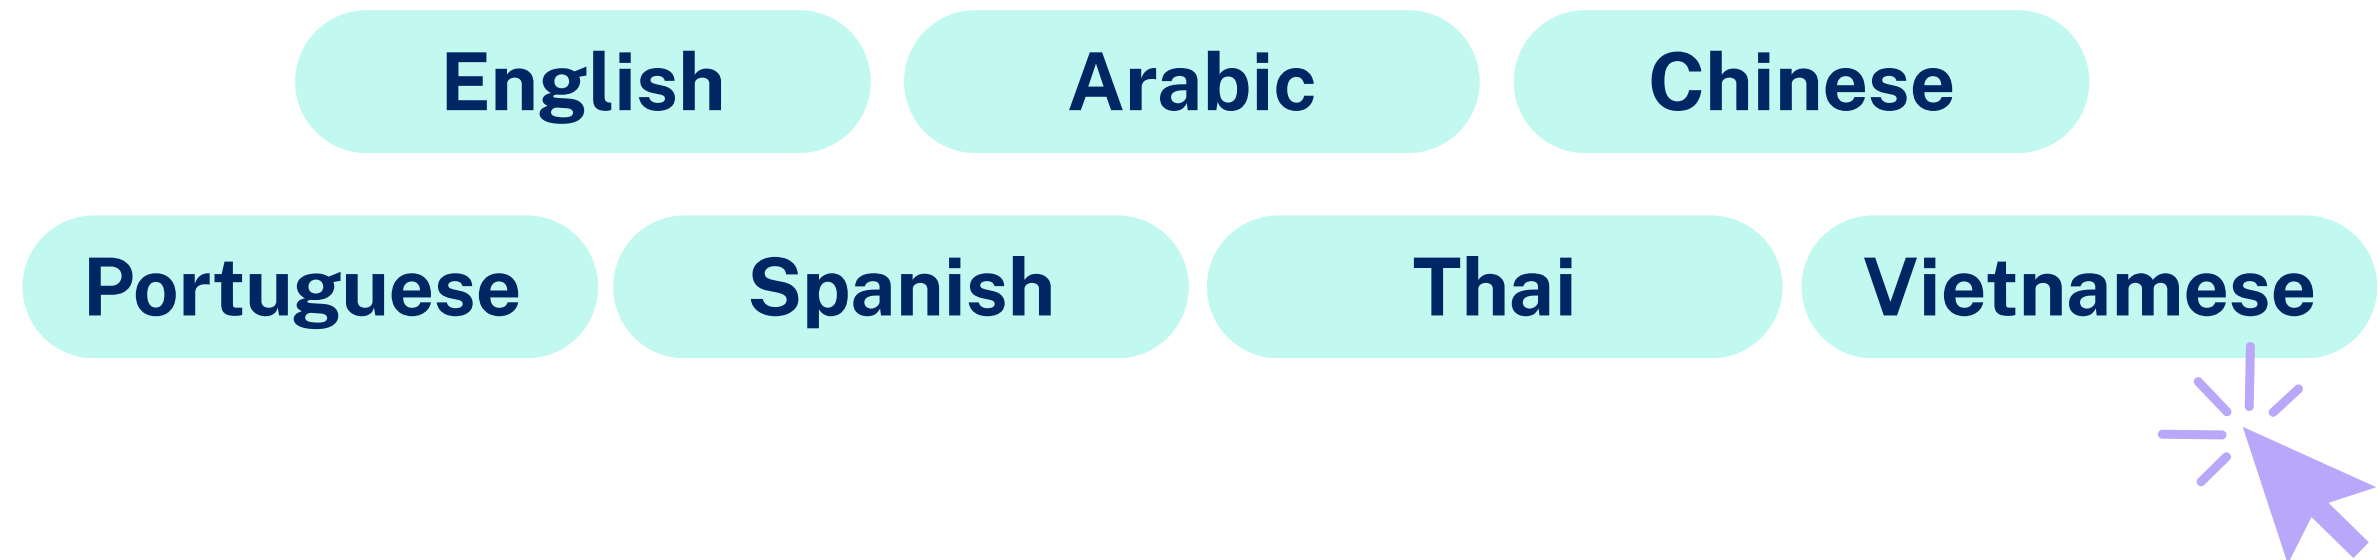 English Arabic Chinese
Portuguese Spanish Thai Vietnamese